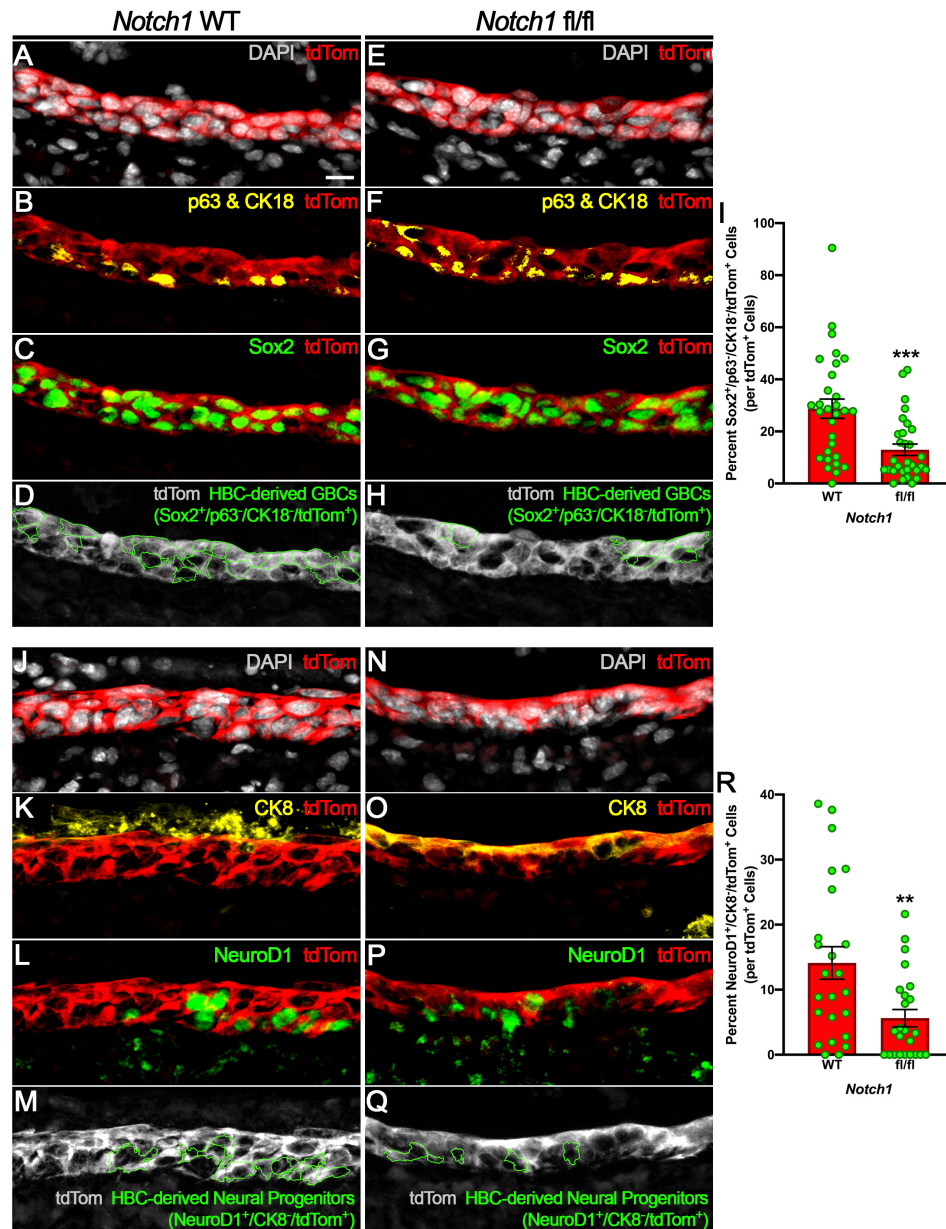 Notch1 WT
Notch1 fl/fl
A
DAPI tdTom
E
DAPI tdTom
B
p63 & CK18 tdTom
F
p63 & CK18 tdTom
C
Sox2 tdTom
G
Sox2 tdTom
D
tdTom HBC-derived GBCs
(Sox2⁺/p63⁻/CK18⁻/tdTom⁺)
H
tdTom HBC-derived GBCs
(Sox2⁺/p63⁻/CK18⁻/tdTom⁺)
I
Percent Sox2⁺/p63⁻/CK18⁻/tdTom⁺ Cells
(per tdTom⁺ Cells)
100
80
60
40
20
0
***
WT
fl/fl
Notch1
J
DAPI tdTom
N
DAPI tdTom
K
CK8 tdTom
O
CK8 tdTom
L
NeuroD1 tdTom
P
NeuroD1 tdTom
M
tdTom HBC-derived Neural Progenitors
(NeuroD1⁺/CK8⁻/tdTom⁺)
Q
tdTom HBC-derived Neural Progenitors
(NeuroD1⁺/CK8⁻/tdTom⁺)
R
Percent NeuroD1⁺/CK8⁻/tdTom⁺ Cells
(per tdTom⁺ Cells)
40
30
20
10
0
**
WT
fl/fl
Notch1